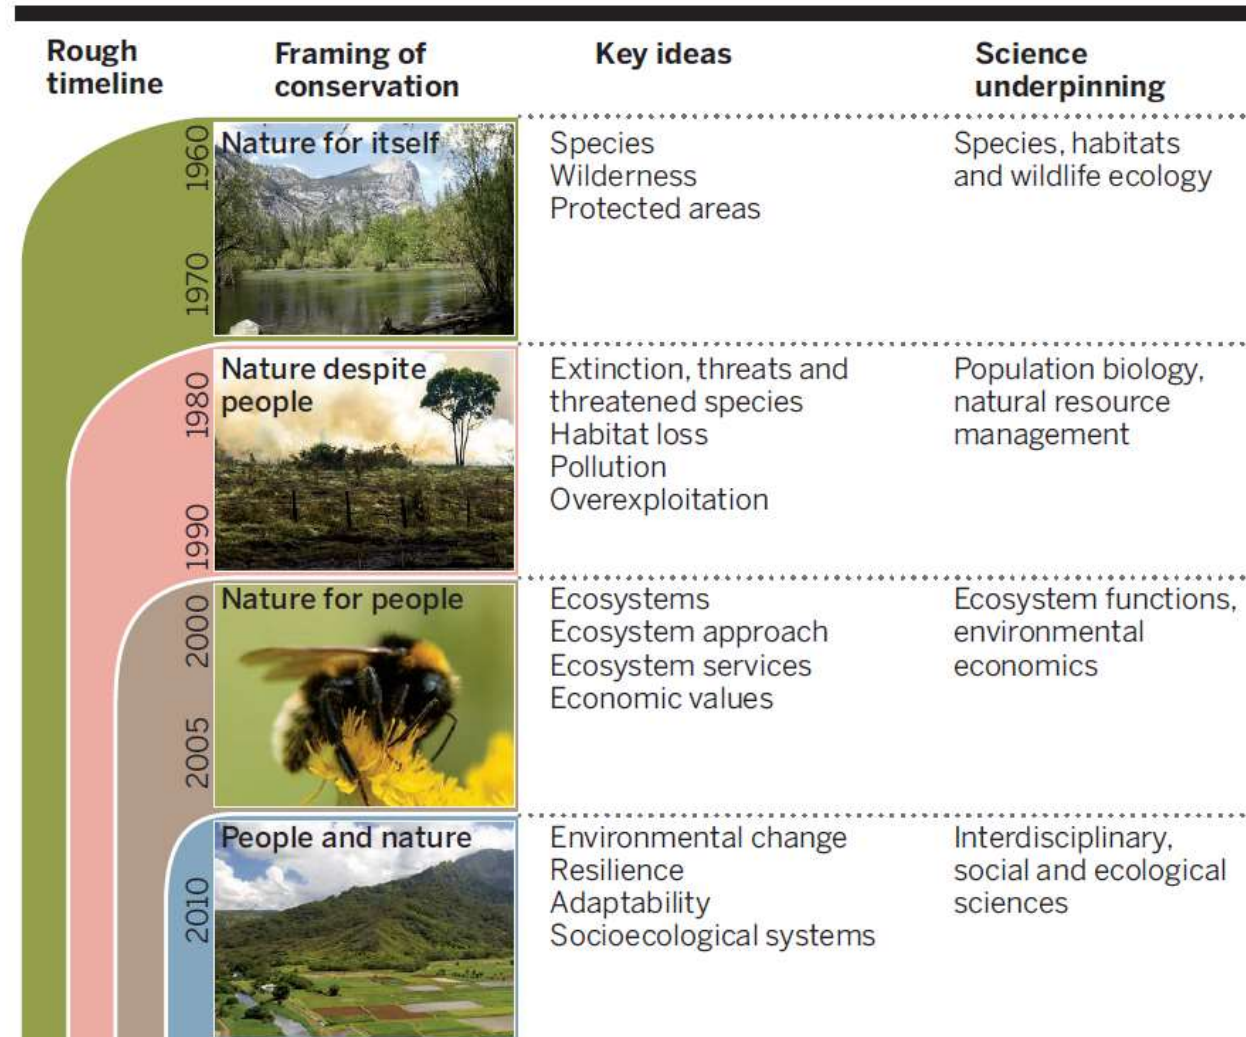 Rough
timeline
Framing of
conservation
Key ideas
Science
underpinning
1960
1970
Nature for itself
Species
Wilderness
Protected areas
Species, habitats
and wildlife ecology
1980
1990
Nature despite
people
Extinction, threats and
threatened species
Habitat loss
Pollution
Overexploitation
Population biology,
natural resource
management
2000
2005
Nature for people
Ecosystems
Ecosystem approach
Ecosystem services
Economic values
Ecosystem functions,
environmental
economics
2010
People and nature
Environmental change
Resilience
Adaptability
Socioecological systems
Interdisciplinary,
social and ecological
sciences